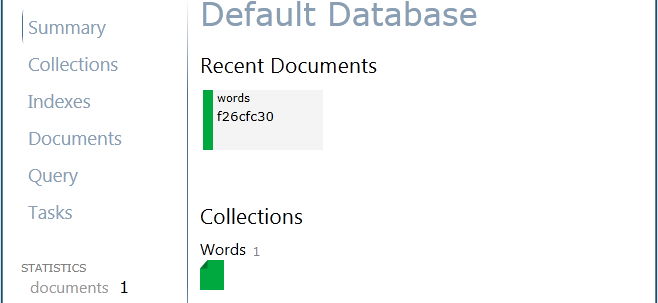 Summary
Collections
Indexes
Documents
Query
Tasks
STATISTICS
documents 1
Default Database
Recent Documents
words
f26cfc30
Collections
Words 1